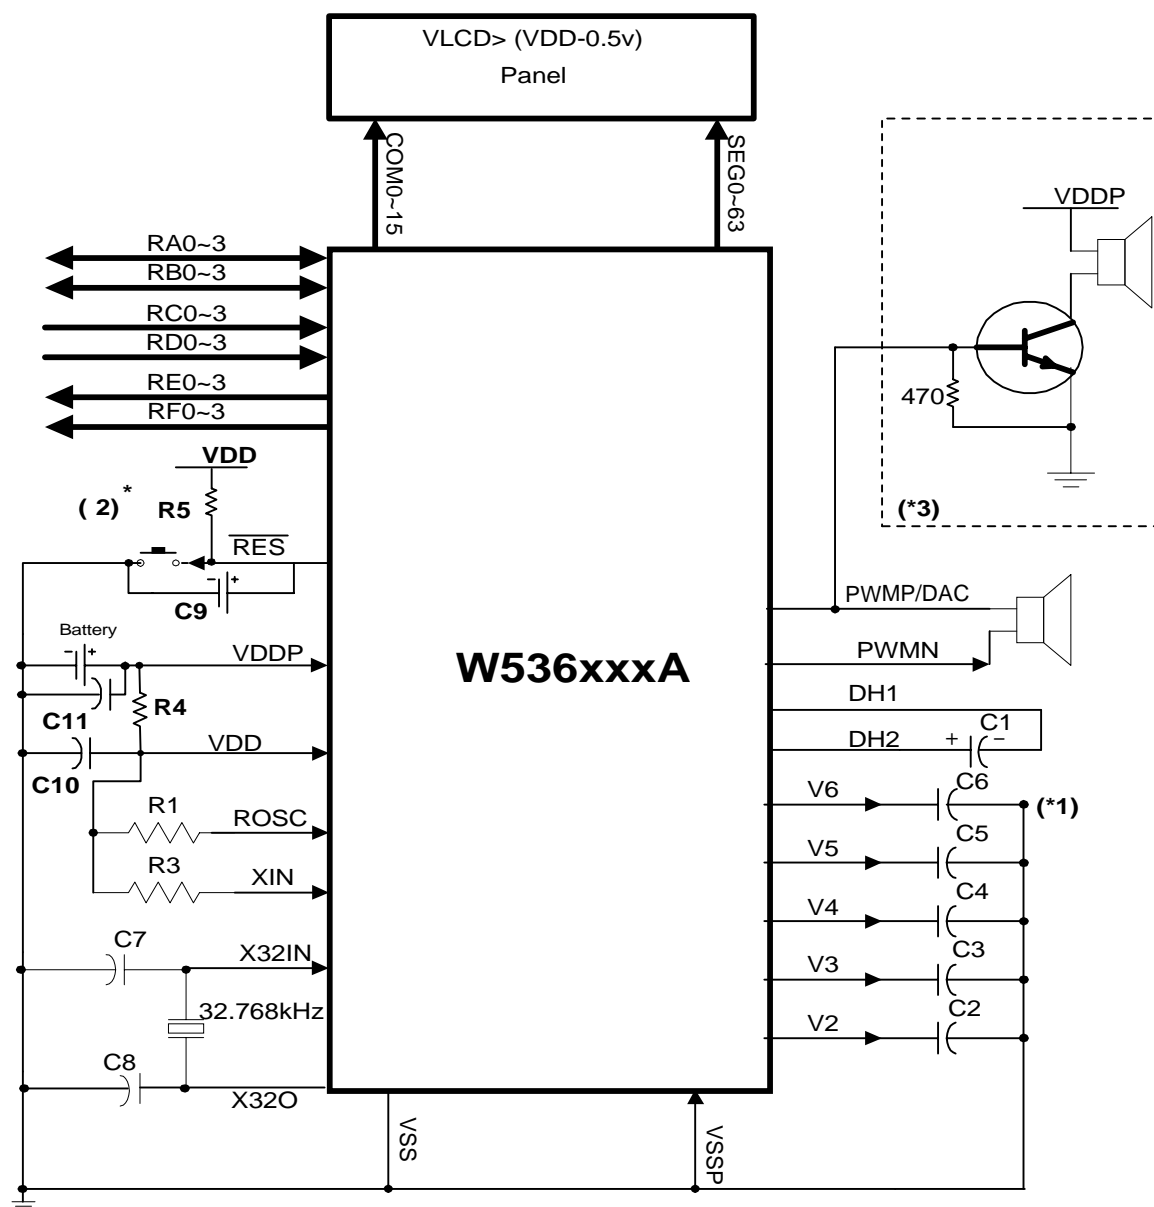 VLCD> (VDD-0.5v)
Panel
COM0~15
SEG0~63
VDDP
RA0~3
RB0~3
RC0~3
RD0~3
RE0~3
RF0~3
470
(*3)
VDD
( 2)*
R5
RES
C9
PWMP/DAC
Battery
VDDP
W536xxxA
PWMN
C11
R4
DH1
C1
VDD
DH2
+ −
C10
C6
R1
ROSC
V6
(*1)
C5
R3
XIN
V5
C4
V4
C7
X32IN
C3
V3
32.768kHz
C2
V2
C8
X32O
VSS
VSSP